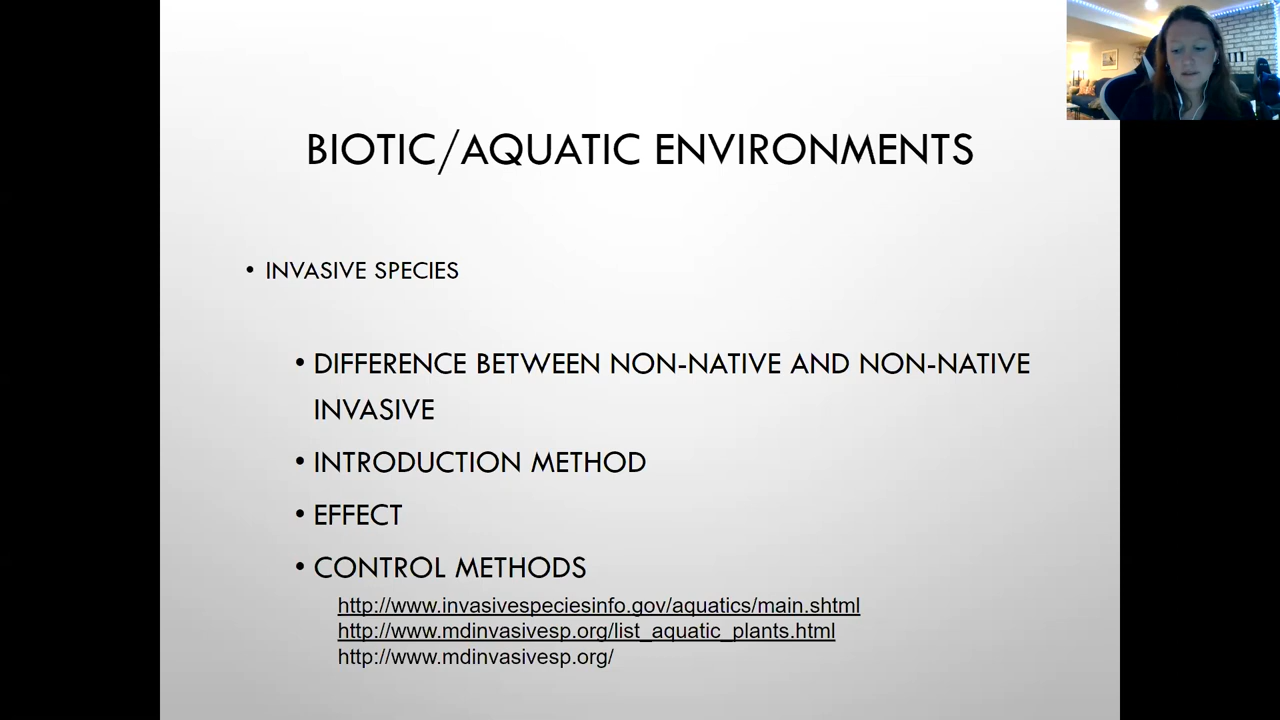 BIOTIC/AQUATIC ENVIRONMENTS
• INVASIVE SPECIES
• DIFFERENCE BETWEEN NON-NATIVE AND NON-NATIVE
INVASIVE
• INTRODUCTION METHOD
• EFFECT
• CONTROL METHODS
http://www.invasivespeciesinfo.gov/aquatics/main.shtml
http://www.mdinvasivesp.org/list_aquatic_plants.html
http://www.mdinvasivesp.org/